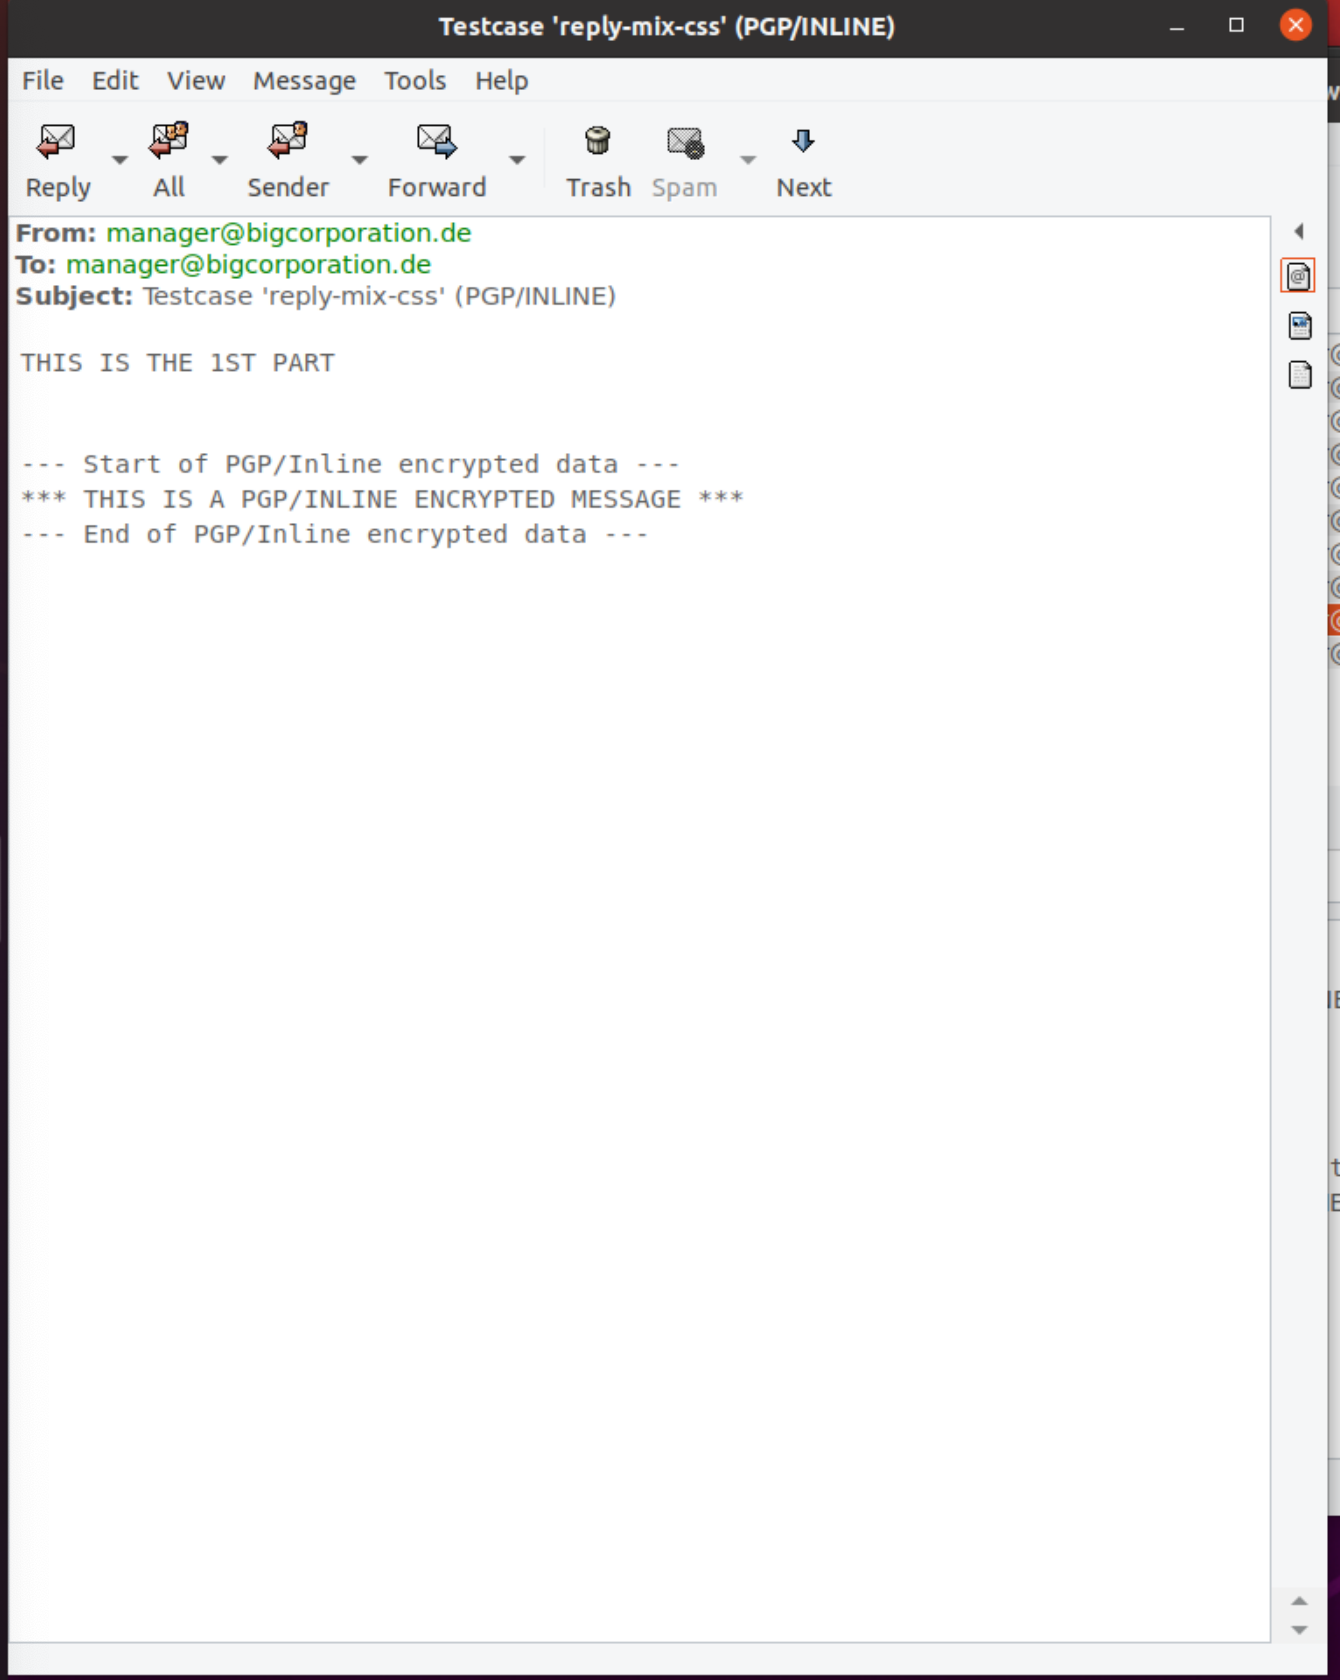 Testcase 'reply-mix-css' (PGP/INLINE)
File Edit View Message Tools Help
Reply All Sender Forward Trash Spam Next
From: manager@bigcorporation.de
To: manager@bigcorporation.de
Subject: Testcase 'reply-mix-css' (PGP/INLINE)
THIS IS THE 1ST PART
--- Start of PGP/Inline encrypted data ---
*** THIS IS A PGP/INLINE ENCRYPTED MESSAGE ***
--- End of PGP/Inline encrypted data ---